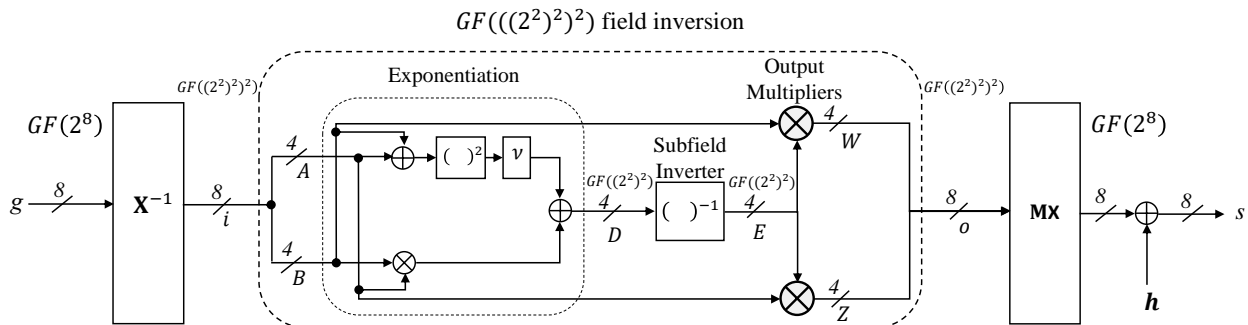 GF(((2²)²)²) field inversion
Exponentiation
Output
Multipliers
GF((2²)²)²)
GF((2²)²)²)
GF(2⁸)
GF(2⁸)
4
W
4
A
( )²
ν
Subfield
Inverter
GF((2²)²)
GF((2²)²)
g
8
X⁻¹
8
i
4
D
( )⁻¹
4
E
8
o
MX
8
8
s
4
B
4
Z
h